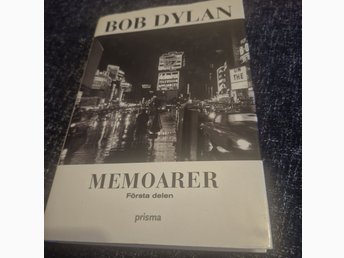 BOB DYLAN
MEMOARER
Första delen
prisma